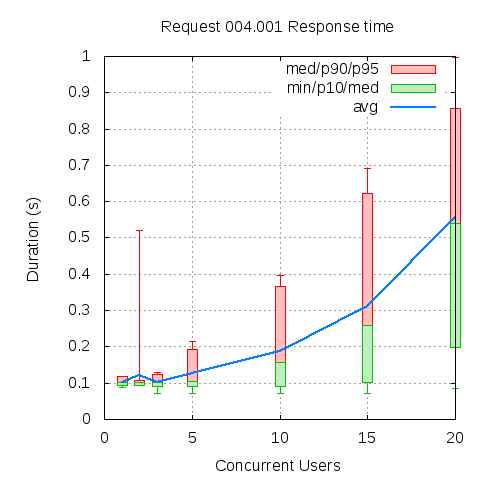 Request 004.001 Response time
med/p90/p95
min/p10/med
avg
1
0.9
0.8
0.7
0.6
0.5
0.4
0.3
0.2
0.1
0
Duration (s)
0 5 10 15 20
Concurrent Users